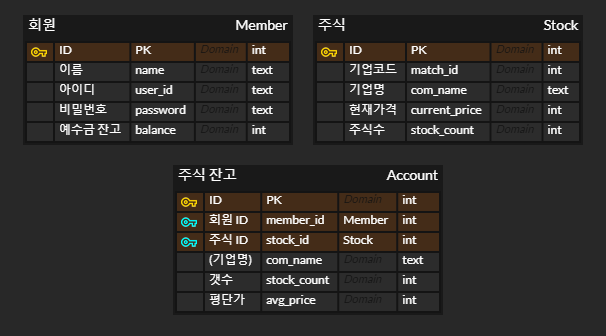 회원 Member
ID PK Domain int
이름 name Domain text
아이디 user_id Domain text
비밀번호 password Domain text
예수금 잔고 balance Domain int
주식 Stock
ID PK Domain int
기업코드 match_id Domain int
기업명 com_name Domain text
현재가격 current_price Domain int
주식수 stock_count Domain int
주식 잔고 Account
ID PK Domain int
회원 ID member_id Member int
주식 ID stock_id Stock int
(기업명) com_name Domain text
갯수 stock_count Domain int
평단가 avg_price Domain int